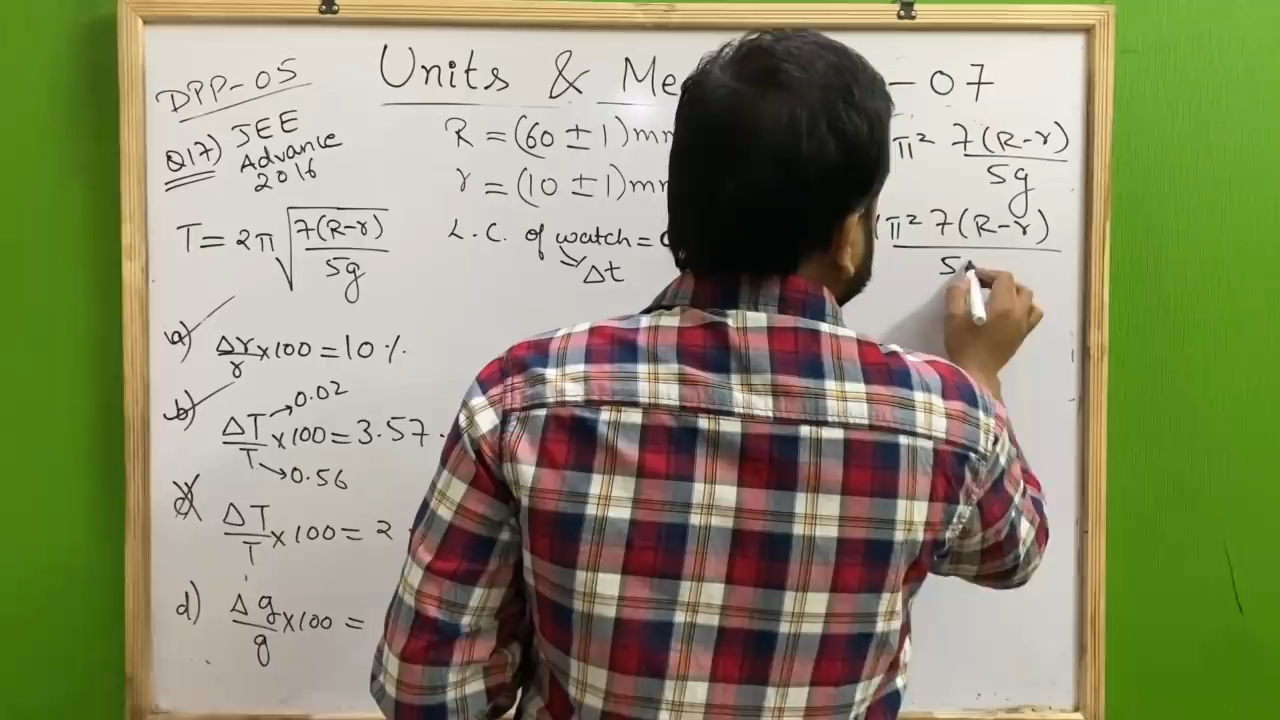 DPP-05
Units & Me - 07
Q17) JEE
Advance
2016
T = 2π √7(R-r)/5g
R = (60 ± 1) mm
r = (10 ± 1) mm
L.C. of watch =
Δt
π² 7(R-r)/5g
π² 7(R-r)/5
a) Δr/r × 100 = 10 %.
b) ΔT/T × 100 = 3.57
0.02
0.56
c) ΔT/T × 100 = 2
d) Δg/g × 100 =